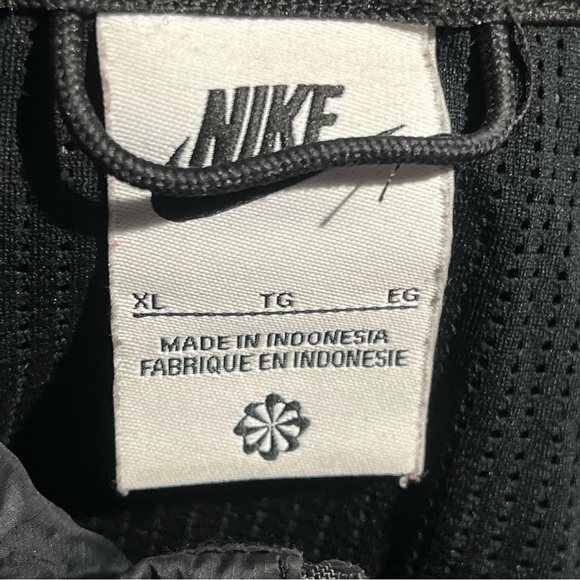 NIKE
XL TG EG
MADE IN INDONESIA
FABRIQUE EN INDONESIE